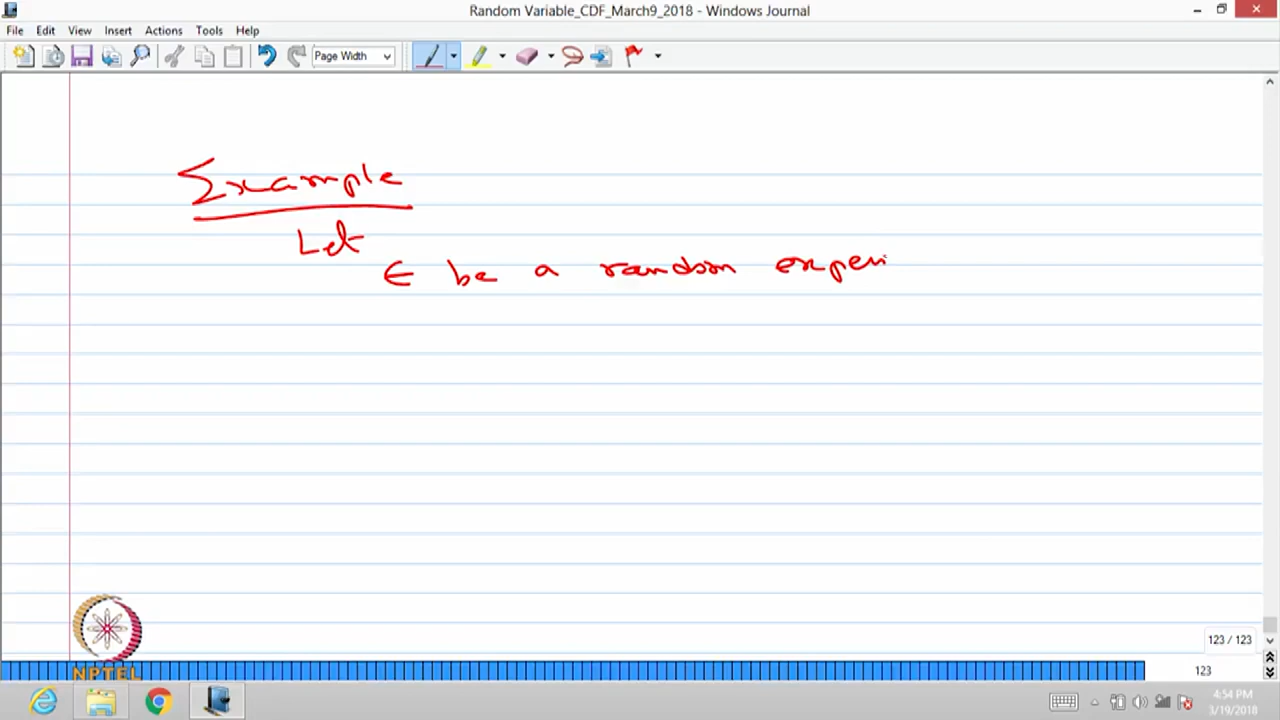 Random Variable_CDF_March9_2018 - Windows Journal
File Edit View Insert Actions Tools Help
Page Width
Example
Let
E be a random experi
123 / 123
123
NPTEL
4:54 PM
3/19/2018